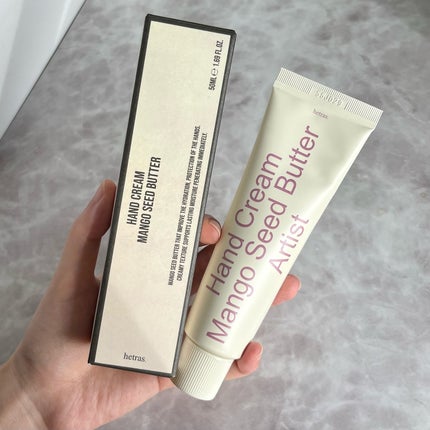 50ML ℮ 1.69 FL.OZ.
HAND CREAM
MANGO SEED BUTTER
MANGO SEED BUTTER THAT IMPROVE THE HYDRATION, PROTECTION OF THE HANDS.
CREAMY TEXTURE SUPPORTS LASTING MOISTURE PENETRATING IMMEDIATELY.
hetras.
hetras.
Hand Cream
Mango Seed Butter
Artist